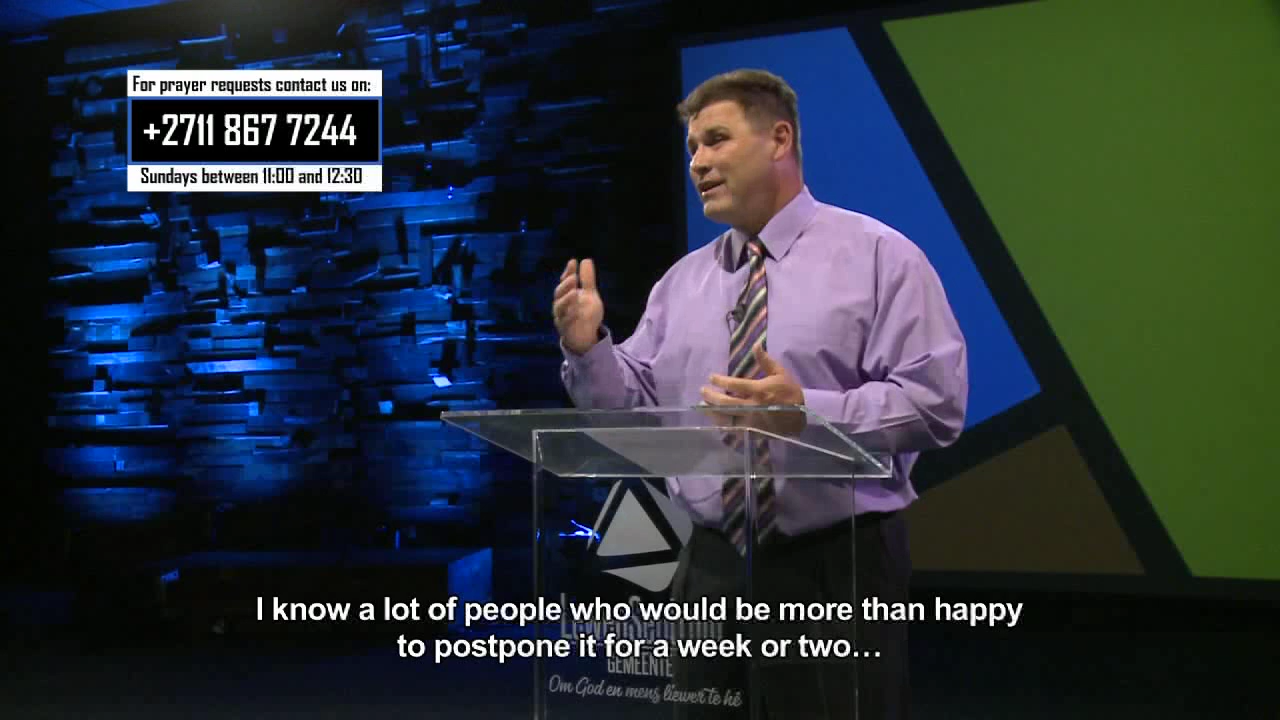 For prayer requests contact us on:
+2711 867 7244
Sundays between 11:00 and 12:30
I know a lot of people who would be more than happy
to postpone it for a week or two…
GEMEENTE
Om God en mens liewer te hê